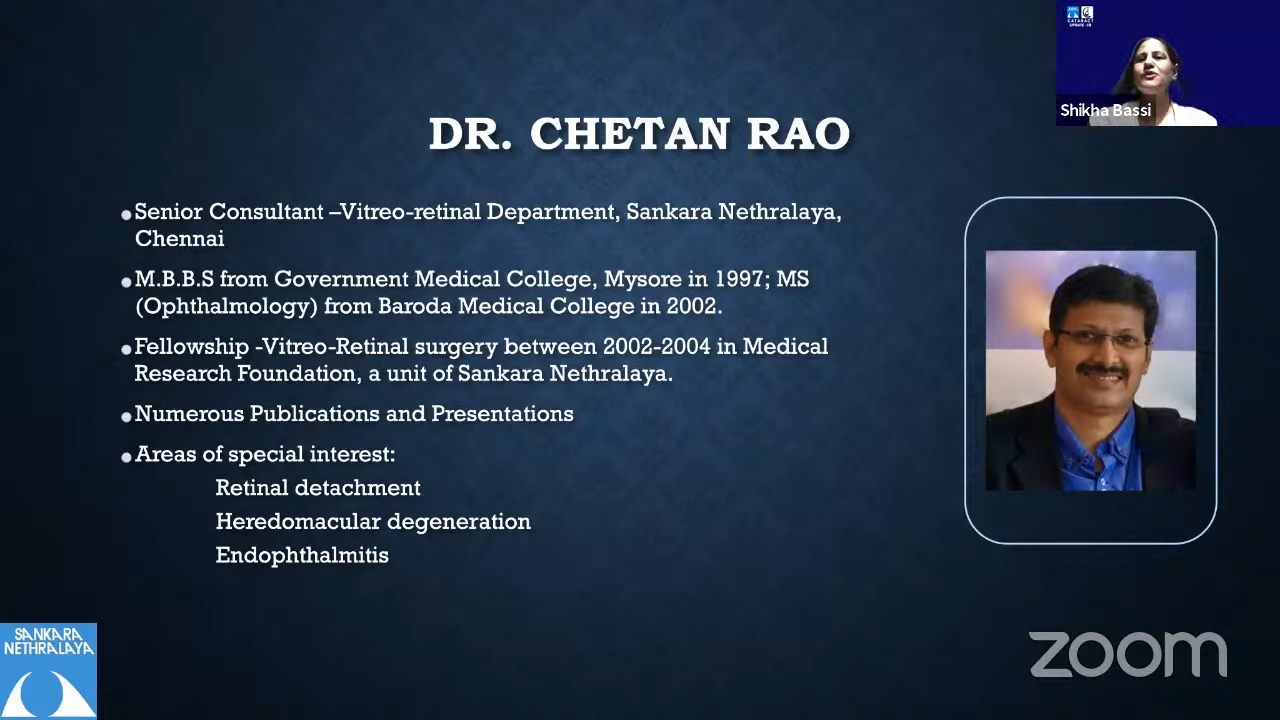 DR. CHETAN RAO
Senior Consultant –Vitreo-retinal Department, Sankara Nethralaya,
Chennai
M.B.B.S from Government Medical College, Mysore in 1997; MS
(Ophthalmology) from Baroda Medical College in 2002.
Fellowship -Vitreo-Retinal surgery between 2002-2004 in Medical
Research Foundation, a unit of Sankara Nethralaya.
Numerous Publications and Presentations
Areas of special interest:
Retinal detachment
Heredomacular degeneration
Endophthalmitis
CATARACT
UPDATE
Shikha Bassi
SANKARA
NETHRALAYA
zoom